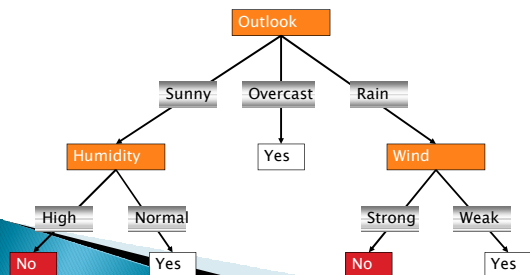 Outlook
Sunny Overcast Rain
Humidity Yes Wind
High Normal Strong Weak
No Yes No Yes